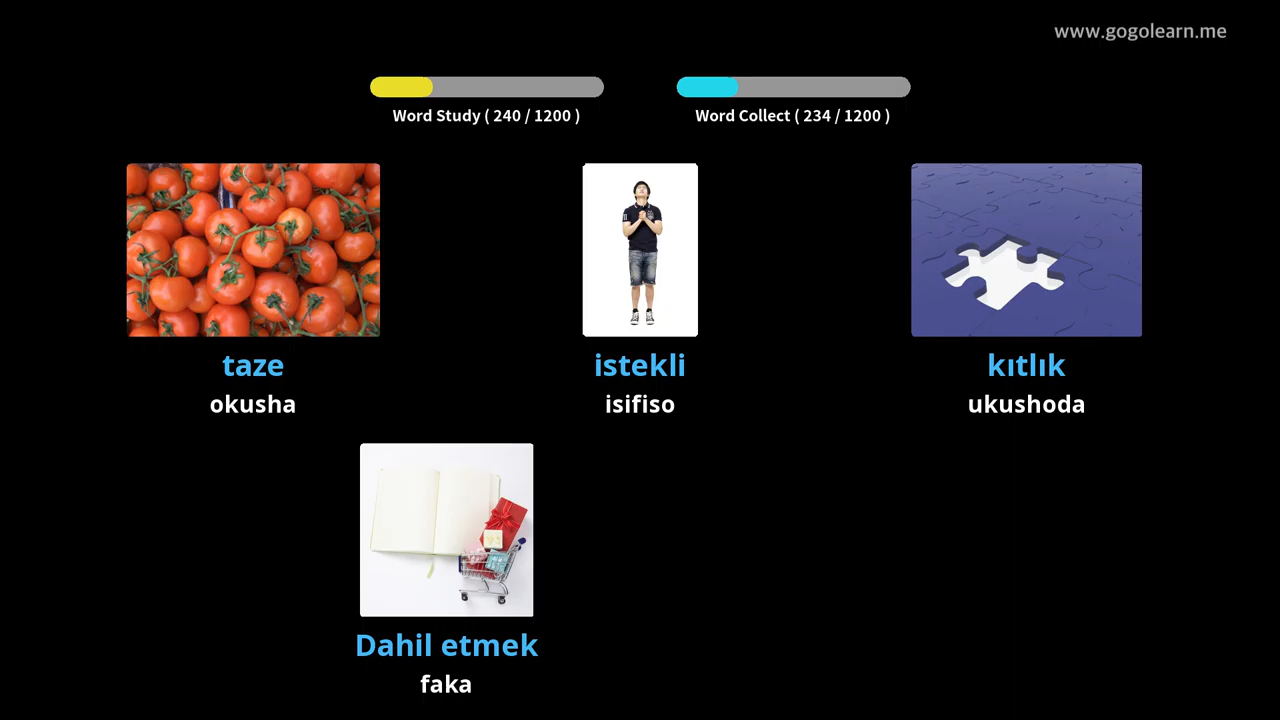 www.gogolearn.me
Word Study ( 240 / 1200 )
Word Collect ( 234 / 1200 )
taze
okusha
istekli
isifiso
kıtlık
ukushoda
Dahil etmek
faka